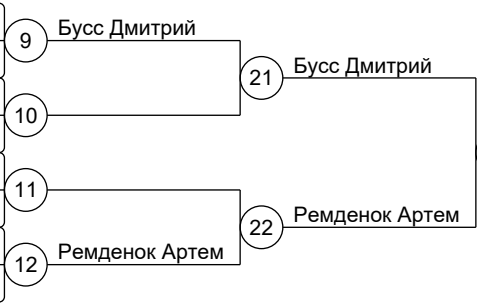 9 Бусс Дмитрий
21 Бусс Дмитрий
10
11
22 Ремденок Артем
12 Ремденок Артем